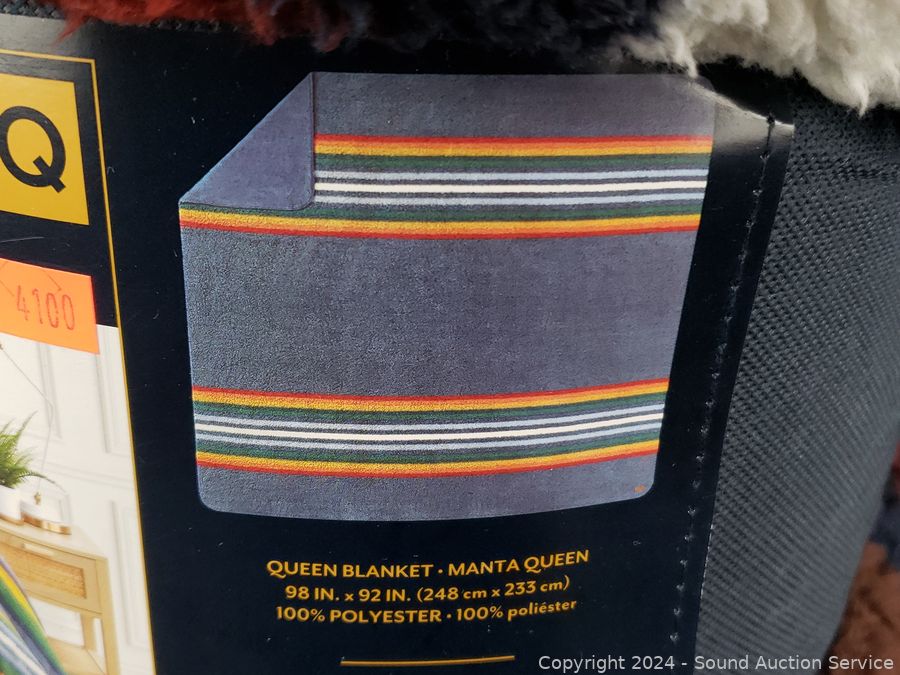 Q
4100
QUEEN BLANKET • MANTA QUEEN
98 IN. x 92 IN. (248 cm x 233 cm)
100% POLYESTER • 100% poliéster
Copyright 2024 - Sound Auction Service